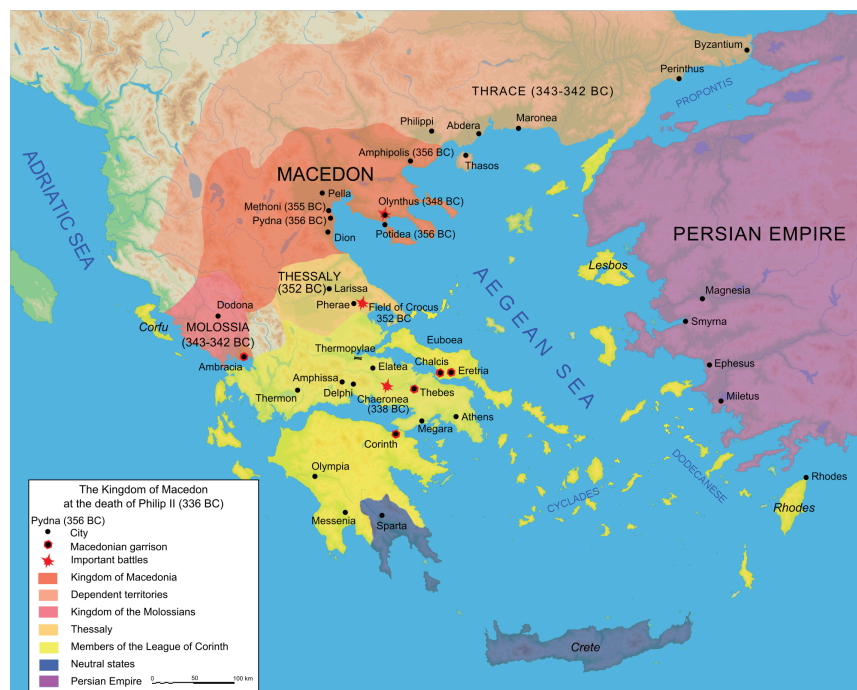 Byzantium
Perinthus
PROPONTIS
THRACE (343-342 BC)
Philippi
Abdera
Maronea
Amphipolis (356 BC)
Thasos
ADRIATIC SEA
MACEDON
Pella
Methoni (355 BC)
Olynthus (348 BC)
Pydna (356 BC)
Potidea (356 BC)
Dion
PERSIAN EMPIRE
THESSALY
(352 BC)
Larissa
Lesbos
AEGEAN SEA
Magnesia
Pherae
Field of Crocus
352 BC
Dodona
Corfu
MOLOSSIA
(343-342 BC)
Smyrna
Euboea
Thermopylae
Ambracia
Elatea
Chalcis
Eretria
Ephesus
Amphissa
Delphi
Chaeronea
(338 BC)
Thebes
Thermon
Miletus
Athens
Megara
Corinth
Olympia
DODECANESE
Rhodes
CYCLADES
Rhodes
Messenia
Sparta
Crete
The Kingdom of Macedon
at the death of Philip II (336 BC)
Pydna (356 BC)
City
Macedonian garrison
Important battles
Kingdom of Macedonia
Dependent territories
Kingdom of the Molossians
Thessaly
Members of the League of Corinth
Neutral states
Persian Empire
0 50 100 km